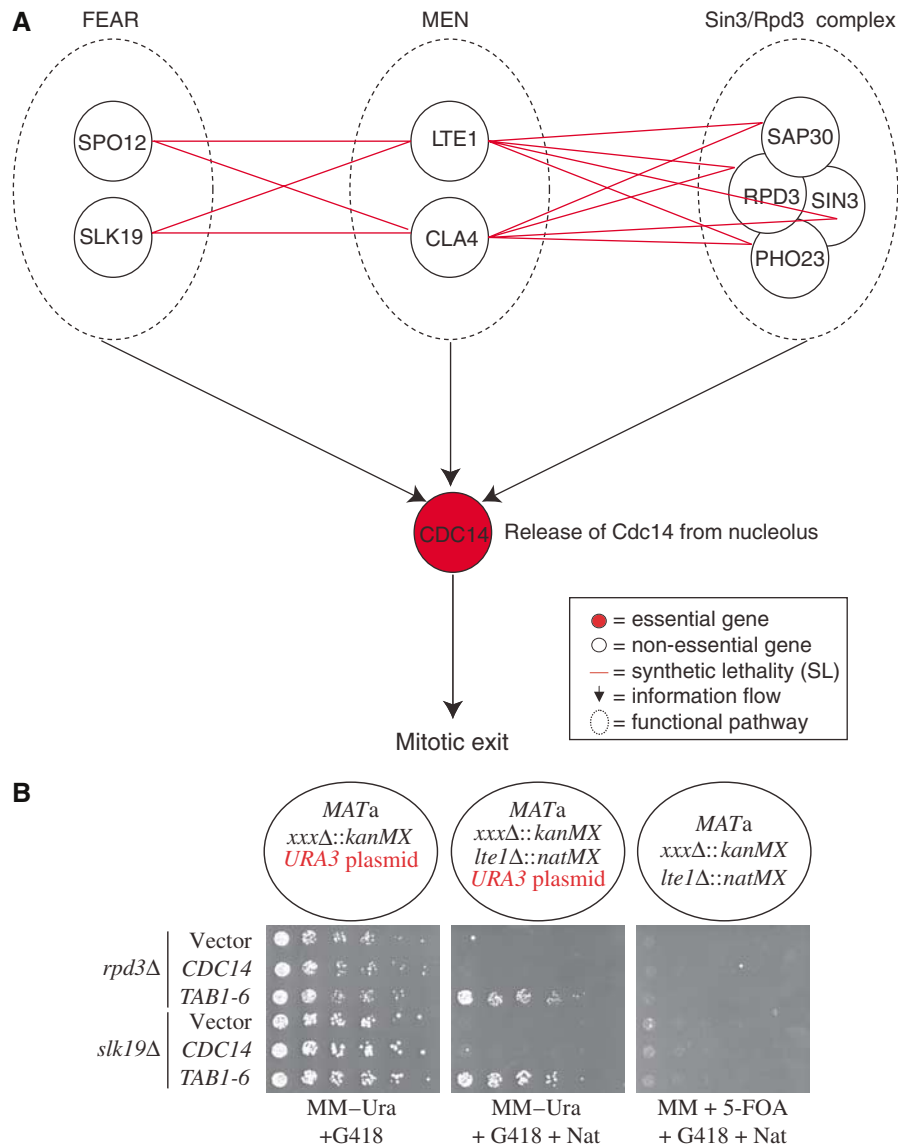 A
FEAR
MEN
Sin3/Rpd3 complex
SPO12
LTE1
SAP30
RPD3
SIN3
SLK19
CLA4
PHO23
CDC14
Release of Cdc14 from nucleolus
= essential gene
= non-essential gene
= synthetic lethality (SL)
= information flow
= functional pathway
Mitotic exit
B
MATa
xxxΔ::kanMX
URA3 plasmid
MATa
xxxΔ::kanMX
lte1Δ::natMX
URA3 plasmid
MATa
xxxΔ::kanMX
lte1Δ::natMX
rpd3Δ
Vector
CDC14
TAB1-6
slk19Δ
Vector
CDC14
TAB1-6
MM–Ura
+G418
MM–Ura
+ G418 + Nat
MM + 5-FOA
+ G418 + Nat